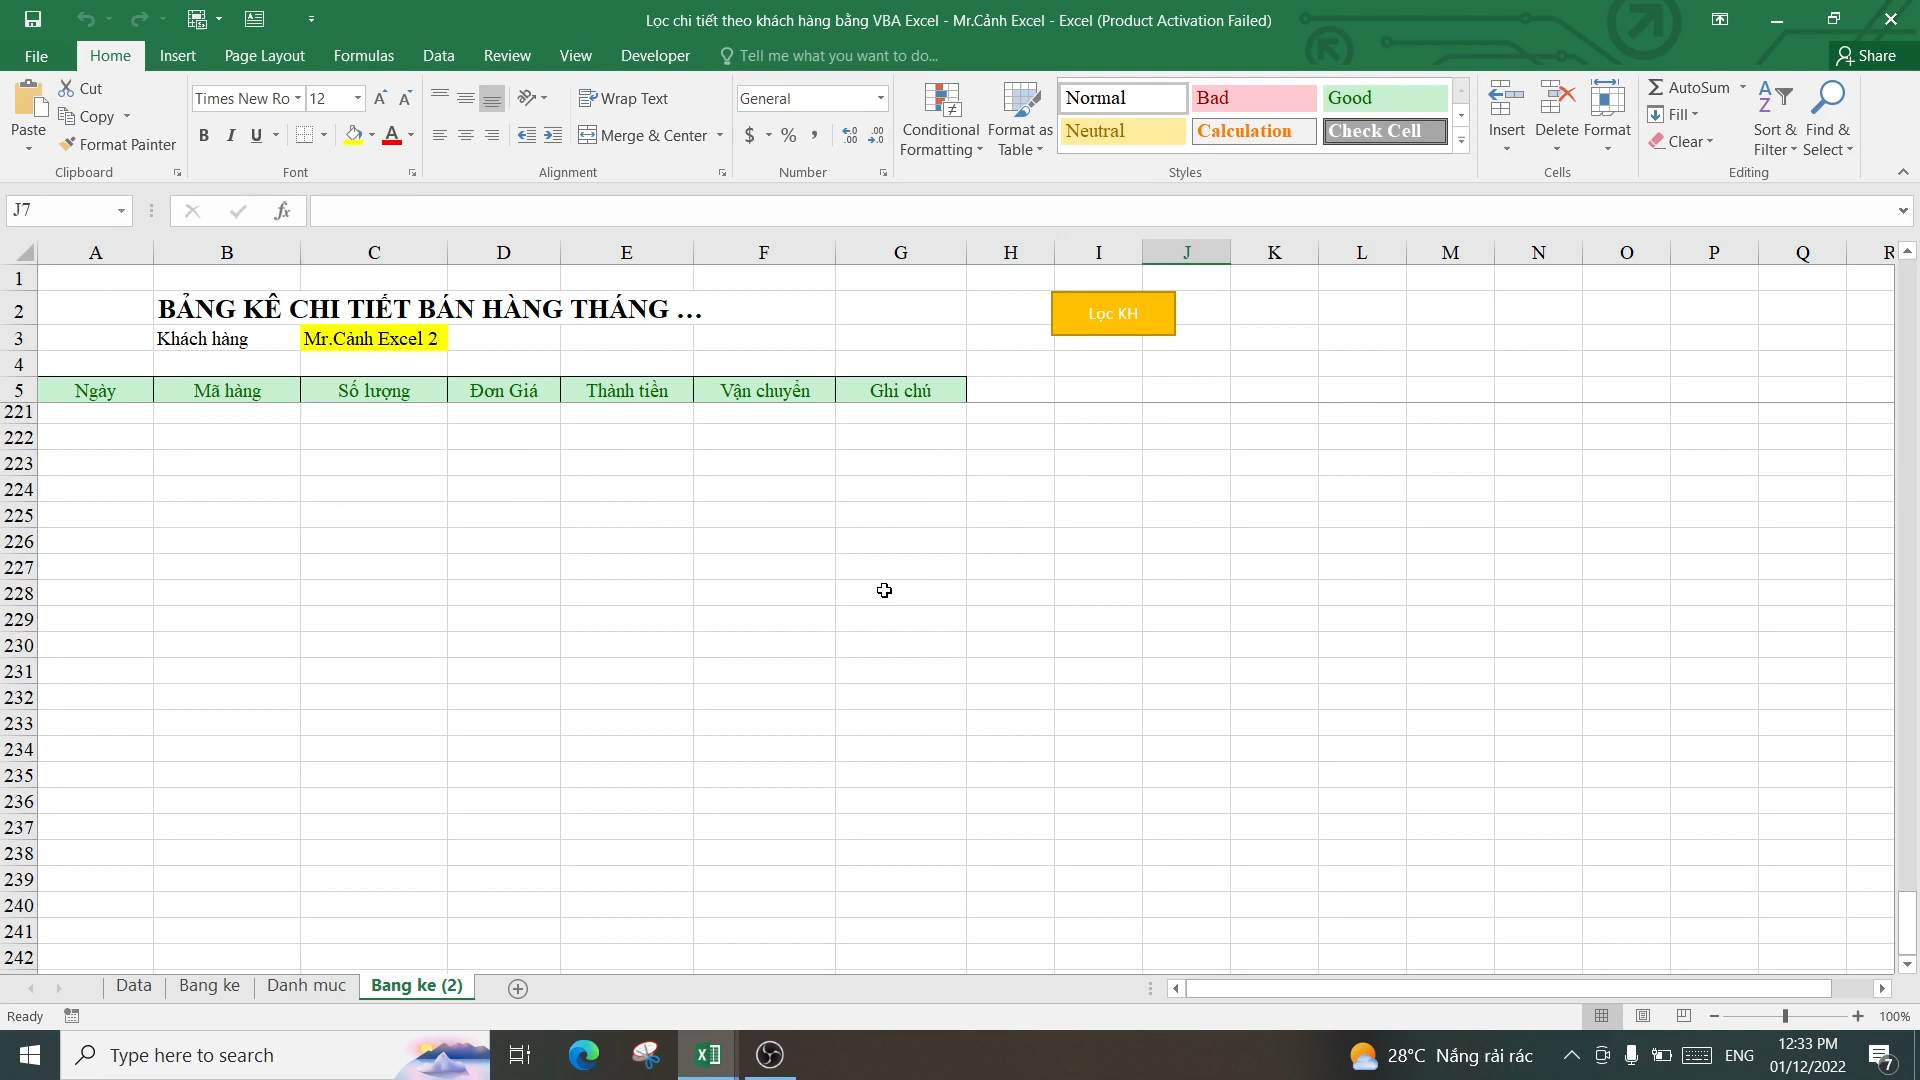 Lọc chi tiết theo khách hàng bằng VBA Excel - Mr.Cảnh Excel - Excel (Product Activation Failed)
File Home Insert Page Layout Formulas Data Review View Developer Tell me what you want to do... Share
Paste Cut Copy Format Painter
Times New Ro 12
B I U A
Wrap Text
Merge & Center
General
$ % ,
Conditional Formatting
Format as Table
Normal Bad Good
Neutral Calculation Check Cell
Insert Delete Format
AutoSum
Fill
Clear
Sort & Filter
Find & Select
Clipboard Font Alignment Number Styles Cells Editing
J7 fx
A B C D E F G H I J K L M N O P Q R
1
2 BẢNG KÊ CHI TIẾT BÁN HÀNG THÁNG ... Lọc KH
3 Khách hàng Mr.Cảnh Excel 2
4
5 Ngày Mã hàng Số lượng Đơn Giá Thành tiền Vận chuyển Ghi chú
221
222
223
224
225
226
227
228
229
230
231
232
233
234
235
236
237
238
239
240
241
242
Data Bang ke Danh muc Bang ke (2)
Ready 100%
Type here to search 28°C Nắng rải rác ENG 12:33 PM
01/12/2022 7